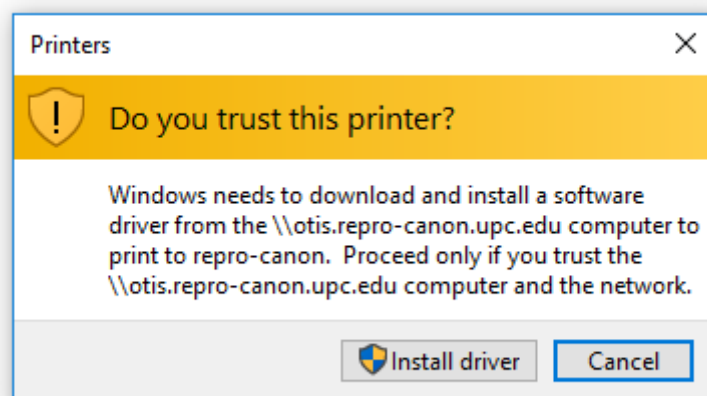 Printers
Do you trust this printer?
Windows needs to download and install a software
driver from the \\otis.repro-canon.upc.edu computer to
print to repro-canon.  Proceed only if you trust the
\\otis.repro-canon.upc.edu computer and the network.
Install driver
Cancel